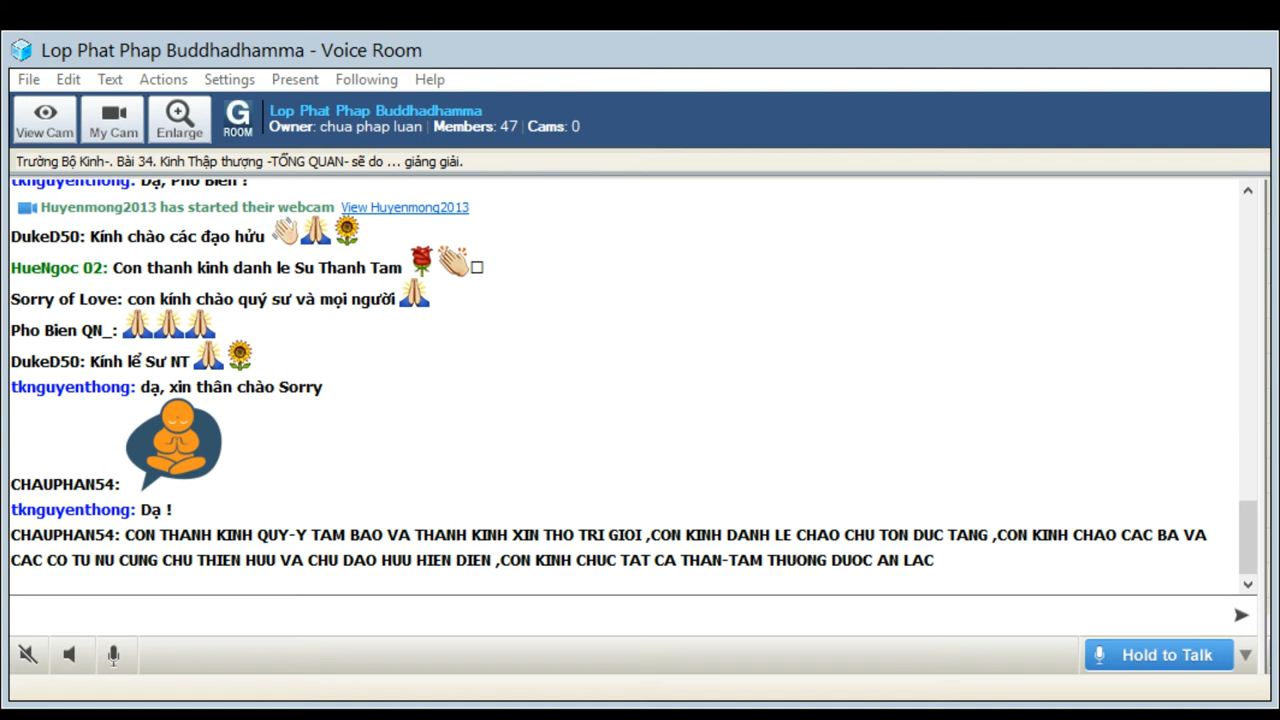 Lop Phat Phap Buddhadhamma - Voice Room
File Edit Text Actions Settings Present Following Help
View Cam My Cam Enlarge G ROOM
Lop Phat Phap Buddhadhamma
Owner: chua phap luan | Members: 47 | Cams: 0
Trường Bộ Kinh-. Bài 34. Kinh Thập thượng -TỔNG QUAN- sẽ do ... giảng giải.
tknguyenthong: Dạ, Pho Bien !
Huyenmong2013 has started their webcam View Huyenmong2013
DukeD50: Kính chào các đạo hửu 👋🙏🌻
HueNgoc 02: Con thanh kinh danh le Su Thanh Tam 🌹👏□
Sorry of Love: con kính chào quý sư và mọi người 🙏
Pho Bien QN_: 🙏🙏🙏
DukeD50: Kính lể Sư NT 🙏🌻
tknguyenthong: dạ, xin thân chào Sorry
CHAUPHAN54:
tknguyenthong: Dạ !
CHAUPHAN54: CON THANH KINH QUY-Y TAM BAO VA THANH KINH XIN THO TRI GIOI ,CON KINH DANH LE CHAO CHU TON DUC TANG ,CON KINH CHAO CAC BA VA
CAC CO TU NU CUNG CHU THIEN HUU VA CHU DAO HUU HIEN DIEN ,CON KINH CHUC TAT CA THAN-TAM THUONG DUOC AN LAC
Hold to Talk